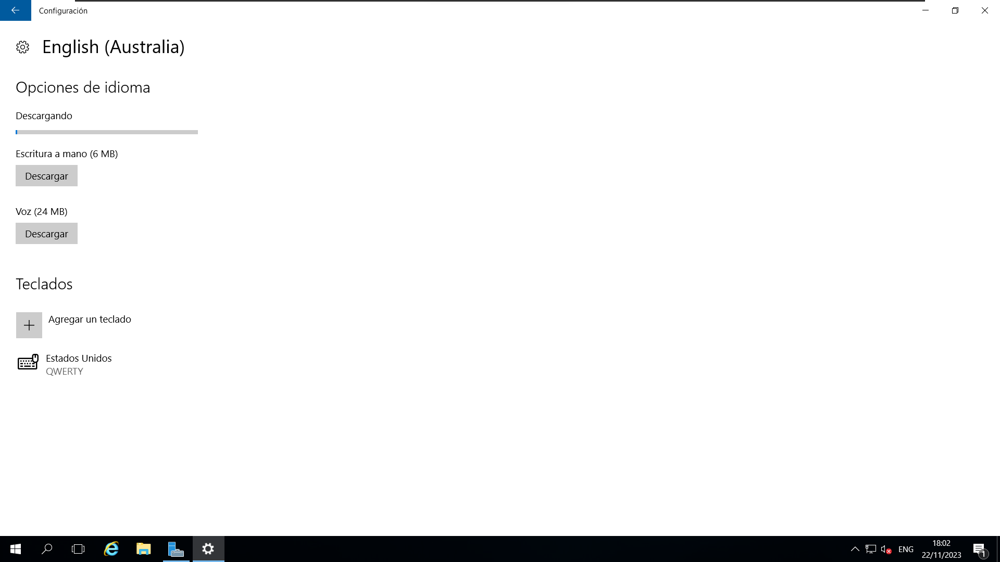 Configuración
English (Australia)
Opciones de idioma
Descargando
Escritura a mano (6 MB)
Descargar
Voz (24 MB)
Descargar
Teclados
Agregar un teclado
Estados Unidos
QWERTY
ENG
18:02
22/11/2023
1